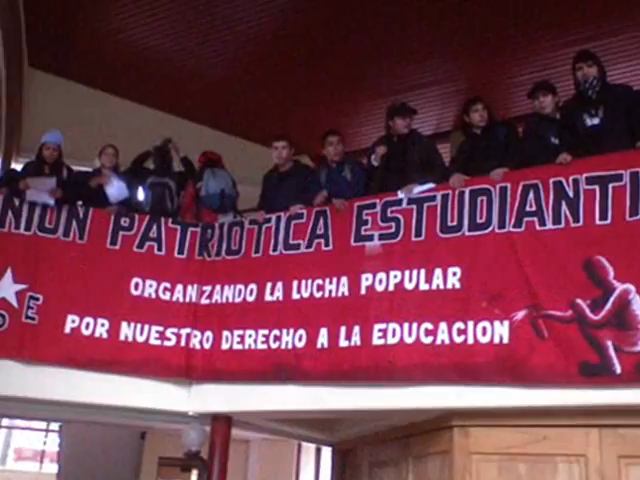 NION PATRIOTICA ESTUDIANTI
ORGANIZANDO LA LUCHA POPULAR
POR NUESTRO DERECHO A LA EDUCACION
E